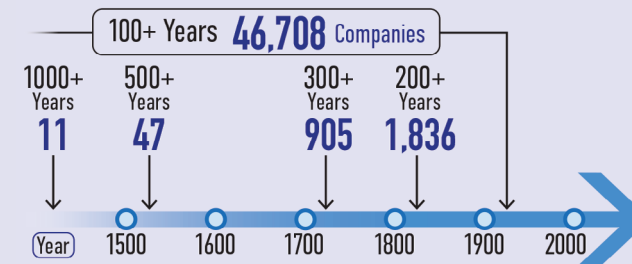 100+ Years 46,708 Companies
1000+
Years
11
500+
Years
47
300+
Years
905
200+
Years
1,836
Year 1500 1600 1700 1800 1900 2000